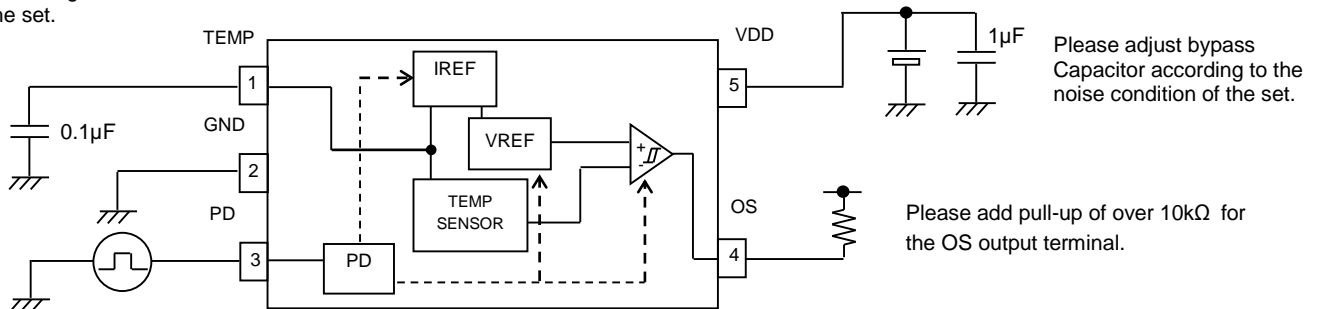 he set.
TEMP
VDD
1µF
Please adjust bypass
Capacitor according to the
noise condition of the set.
IREF
1
5
GND
0.1µF
VREF
+
-
2
TEMP
SENSOR
PD
OS
Please add pull-up of over 10kΩ for
the OS output terminal.
3
PD
4